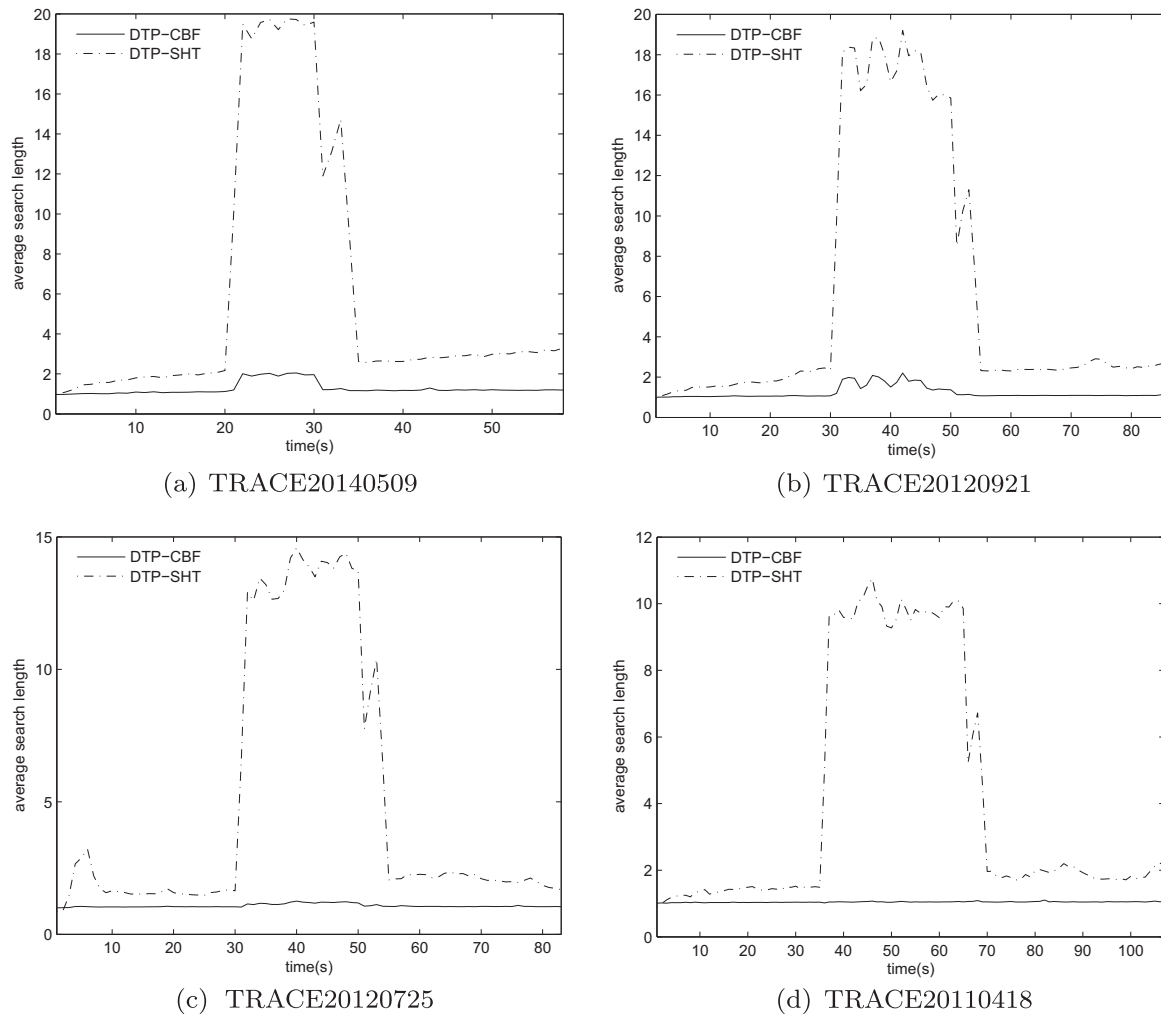 20
18
16
14
12
10
8
6
4
2
0
average search length
DTP−CBF
DTP−SHT
10 20 30 40 50
time(s)
(a) TRACE20140509
20
18
16
14
12
10
8
6
4
2
0
average search length
DTP−CBF
DTP−SHT
10 20 30 40 50 60 70 80
time(s)
(b) TRACE20120921
15
10
5
0
average search length
DTP−CBF
DTP−SHT
10 20 30 40 50 60 70 80
time(s)
(c) TRACE20120725
12
10
8
6
4
2
0
average search length
DTP−CBF
DTP−SHT
10 20 30 40 50 60 70 80 90 100
time(s)
(d) TRACE20110418